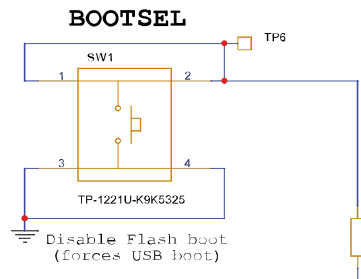 BOOTSEL
TP6
SW1
1 2
3 4
TP-1221U-K9K5325
Disable Flash boot
(forces USB boot)